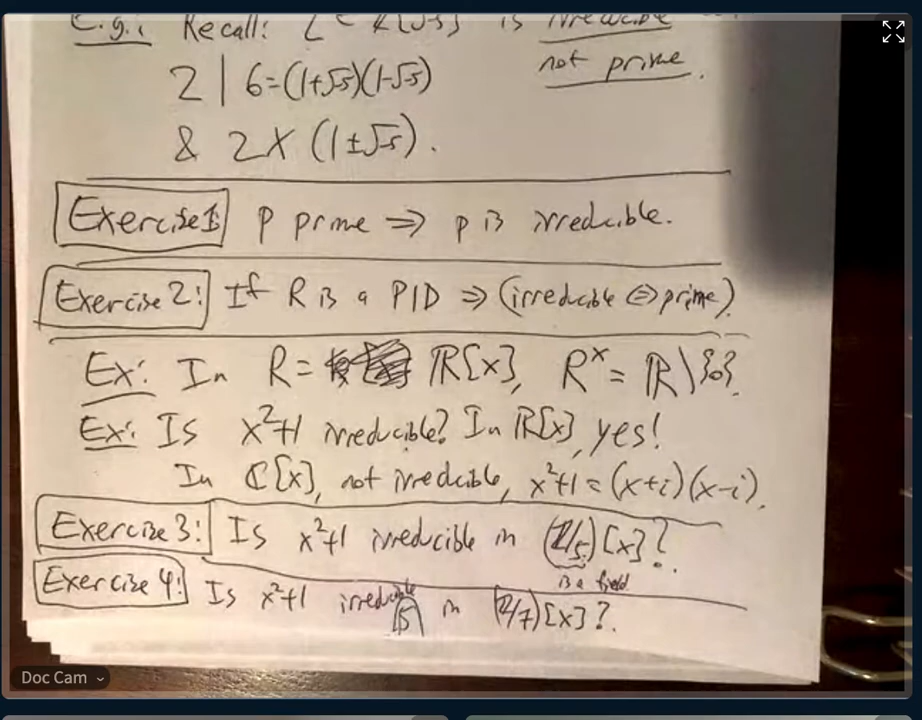 E.g.: Recall: 2 ∈ Z[√-5] is irreducible
not prime.
2 | 6=(1+√-5)(1-√-5)
& 2 ∤ (1±√-5).
Exercise 1: p prime ⇒ p is irreducible.
Exercise 2: If R is a PID ⇒ (irreducible ⇔ prime).
Ex: In R = ℝ[x], R^x = ℝ\{0}.
Ex: Is x²+1 irreducible? In ℝ[x], yes!
In ℂ[x], not irreducible, x²+1 = (x+i)(x-i).
Exercise 3: Is x²+1 irreducible in (ℤ/5)[x]?
is a field
Exercise 4: Is x²+1 irreducible in (ℤ/7)[x]?
Doc Cam